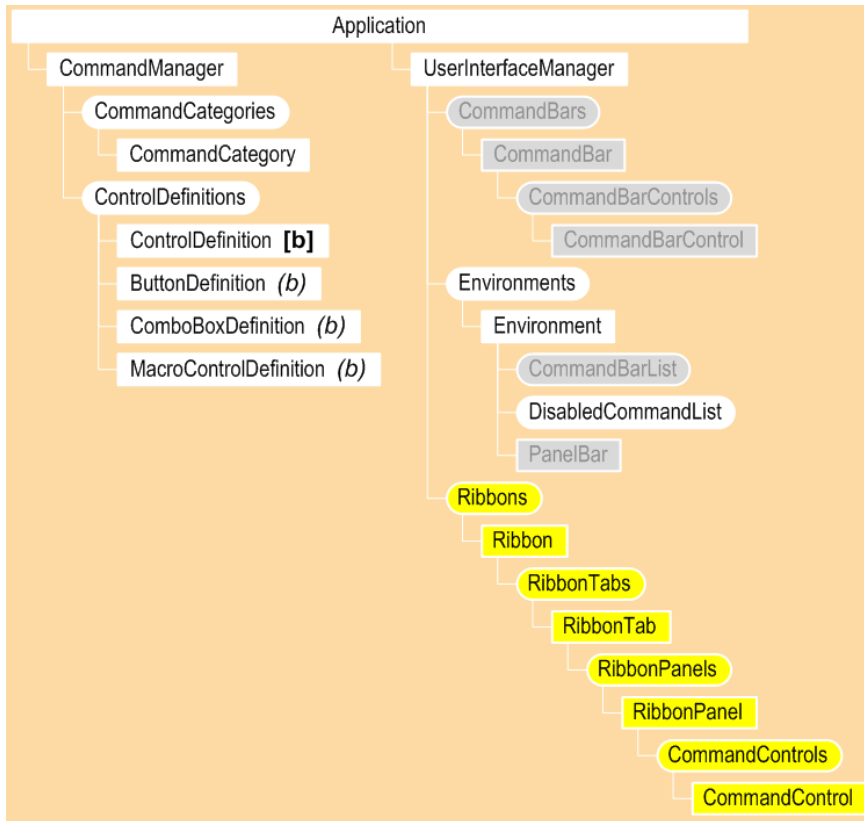 Application
CommandManager
UserInterfaceManager
CommandCategories
CommandBars
CommandCategory
CommandBar
ControlDefinitions
CommandBarControls
ControlDefinition [b]
CommandBarControl
ButtonDefinition (b)
Environments
ComboBoxDefinition (b)
Environment
MacroControlDefinition (b)
CommandBarList
DisabledCommandList
PanelBar
Ribbons
Ribbon
RibbonTabs
RibbonTab
RibbonPanels
RibbonPanel
CommandControls
CommandControl